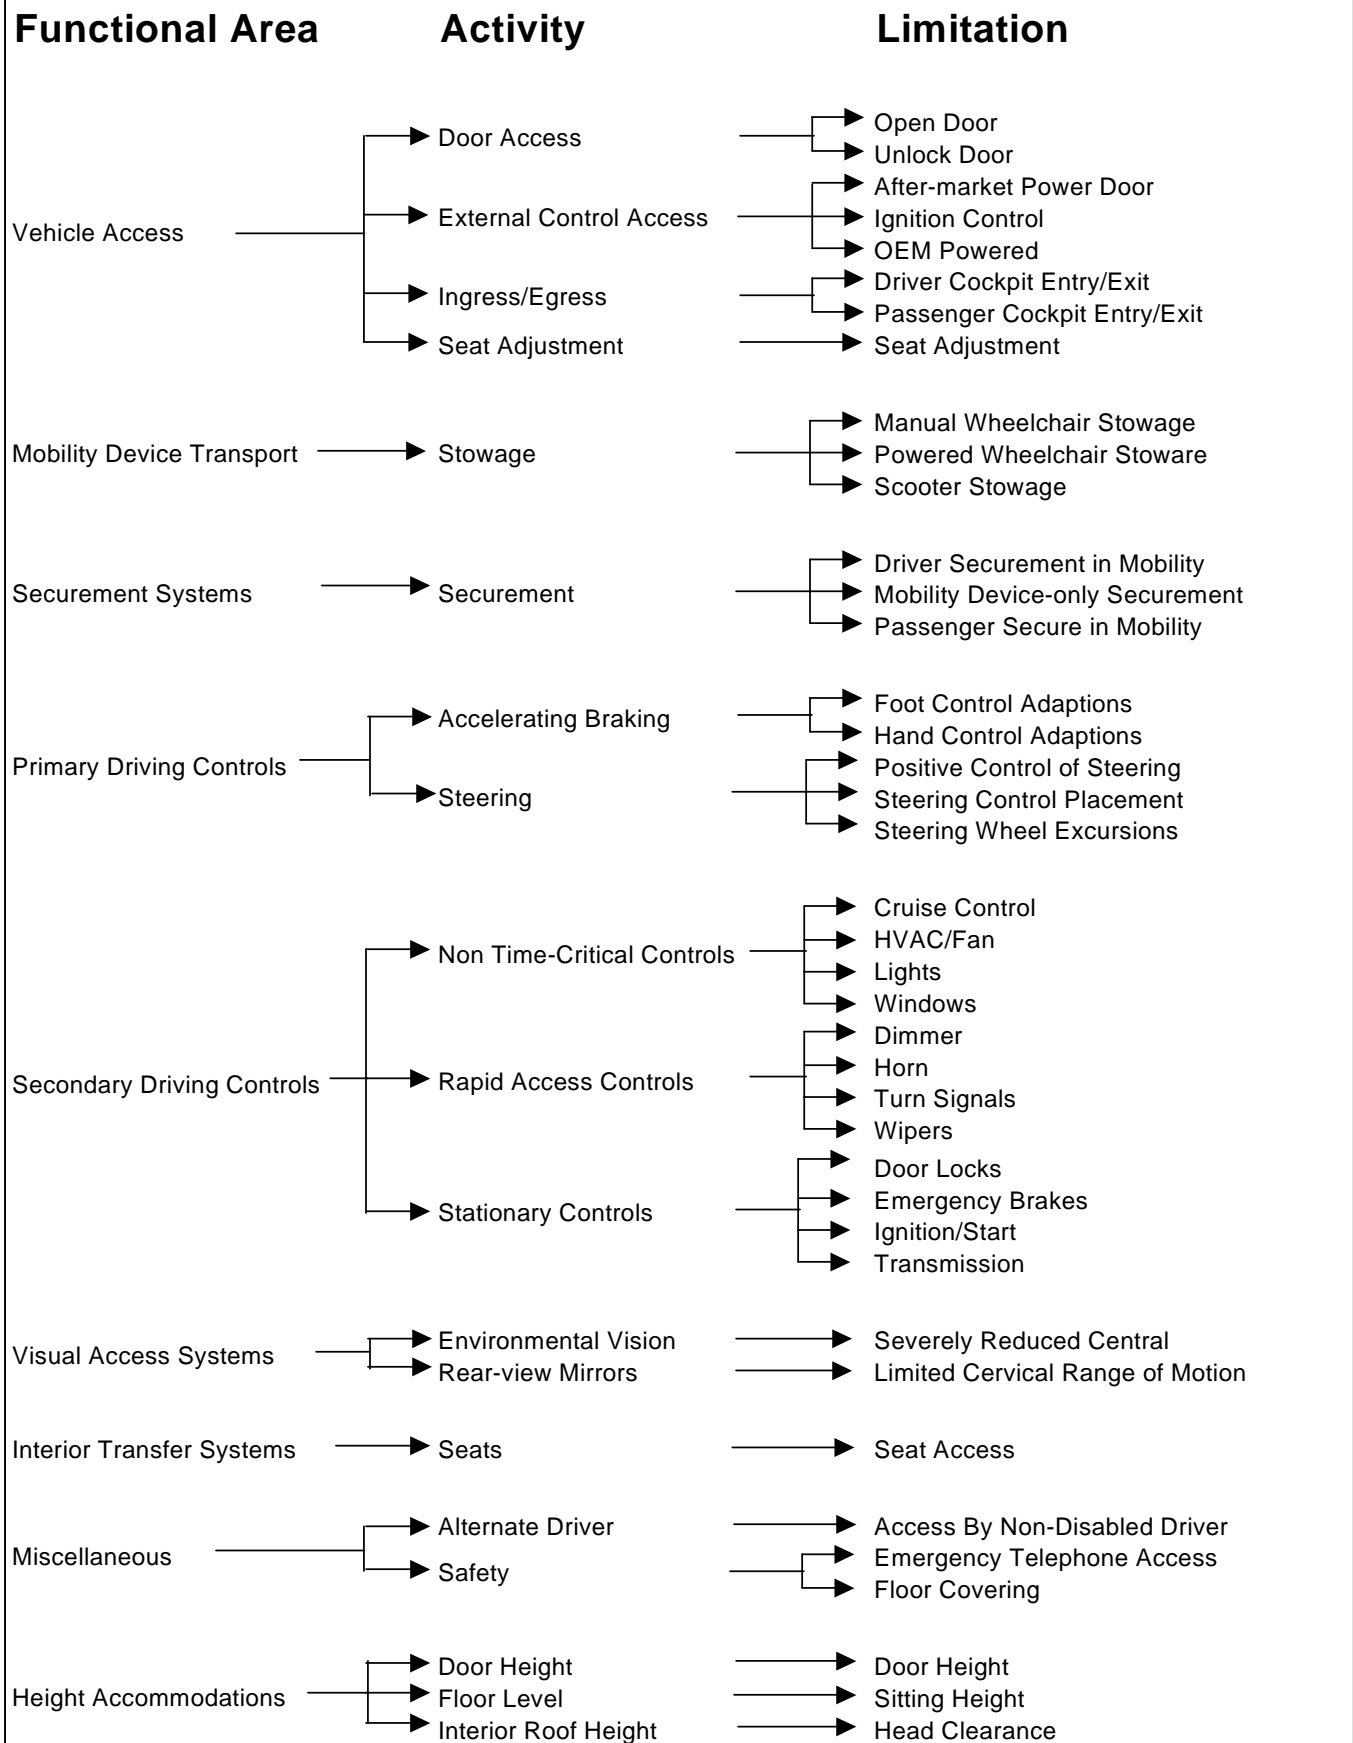 Functional Area Activity Limitation
Open Door
Door Access
Unlock Door
After-market Power Door
External Control Access Ignition Control
Vehicle Access
OEM Powered
Driver Cockpit Entry/Exit
Ingress/Egress
Passenger Cockpit Entry/Exit
Seat Adjustment Seat Adjustment
Manual Wheelchair Stowage
Mobility Device Transport Stowage Powered Wheelchair Stoware
Scooter Stowage
Driver Securement in Mobility
Securement Systems Securement Mobility Device-only Securement
Passenger Secure in Mobility
Foot Control Adaptions
Accelerating Braking
Hand Control Adaptions
Primary Driving Controls Positive Control of Steering
Steering Steering Control Placement
Steering Wheel Excursions
Cruise Control
HVAC/Fan
Non Time-Critical Controls
Lights
Windows
Dimmer
Horn
Secondary Driving Controls Rapid Access Controls
Turn Signals
Wipers
Door Locks
Emergency Brakes
Stationary Controls
Ignition/Start
Transmission
Environmental Vision Severely Reduced Central
Visual Access Systems
Rear-view Mirrors Limited Cervical Range of Motion
Interior Transfer Systems Seats Seat Access
Alternate Driver Access By Non-Disabled Driver
Miscellaneous Emergency Telephone Access
Safety
Floor Covering
Door Height Door Height
Height Accommodations Floor Level Sitting Height
Interior Roof Height Head Clearance